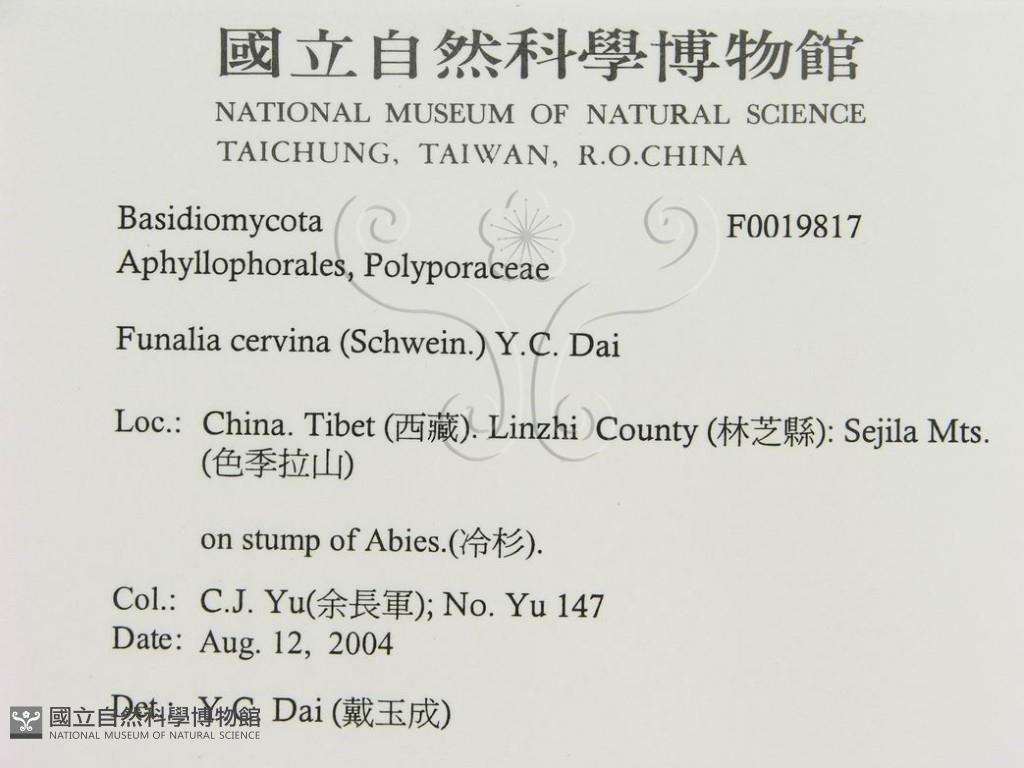 國立自然科學博物館
NATIONAL MUSEUM OF NATURAL SCIENCE
TAICHUNG, TAIWAN, R.O.CHINA
Basidiomycota F0019817
Aphyllophorales, Polyporaceae
Funalia cervina (Schwein.) Y.C. Dai
Loc.: China. Tibet (西藏). Linzhi County (林芝縣): Sejila Mts.
(色季拉山)
on stump of Abies.(冷杉).
Col.: C.J. Yu(余長軍); No. Yu 147
Date: Aug. 12, 2004
Det.: Y.C. Dai (戴玉成)
國立自然科學博物館
NATIONAL MUSEUM OF NATURAL SCIENCE